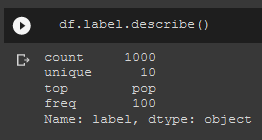 df.label.describe()
count 1000
unique 10
top pop
freq 100
Name: label, dtype: object